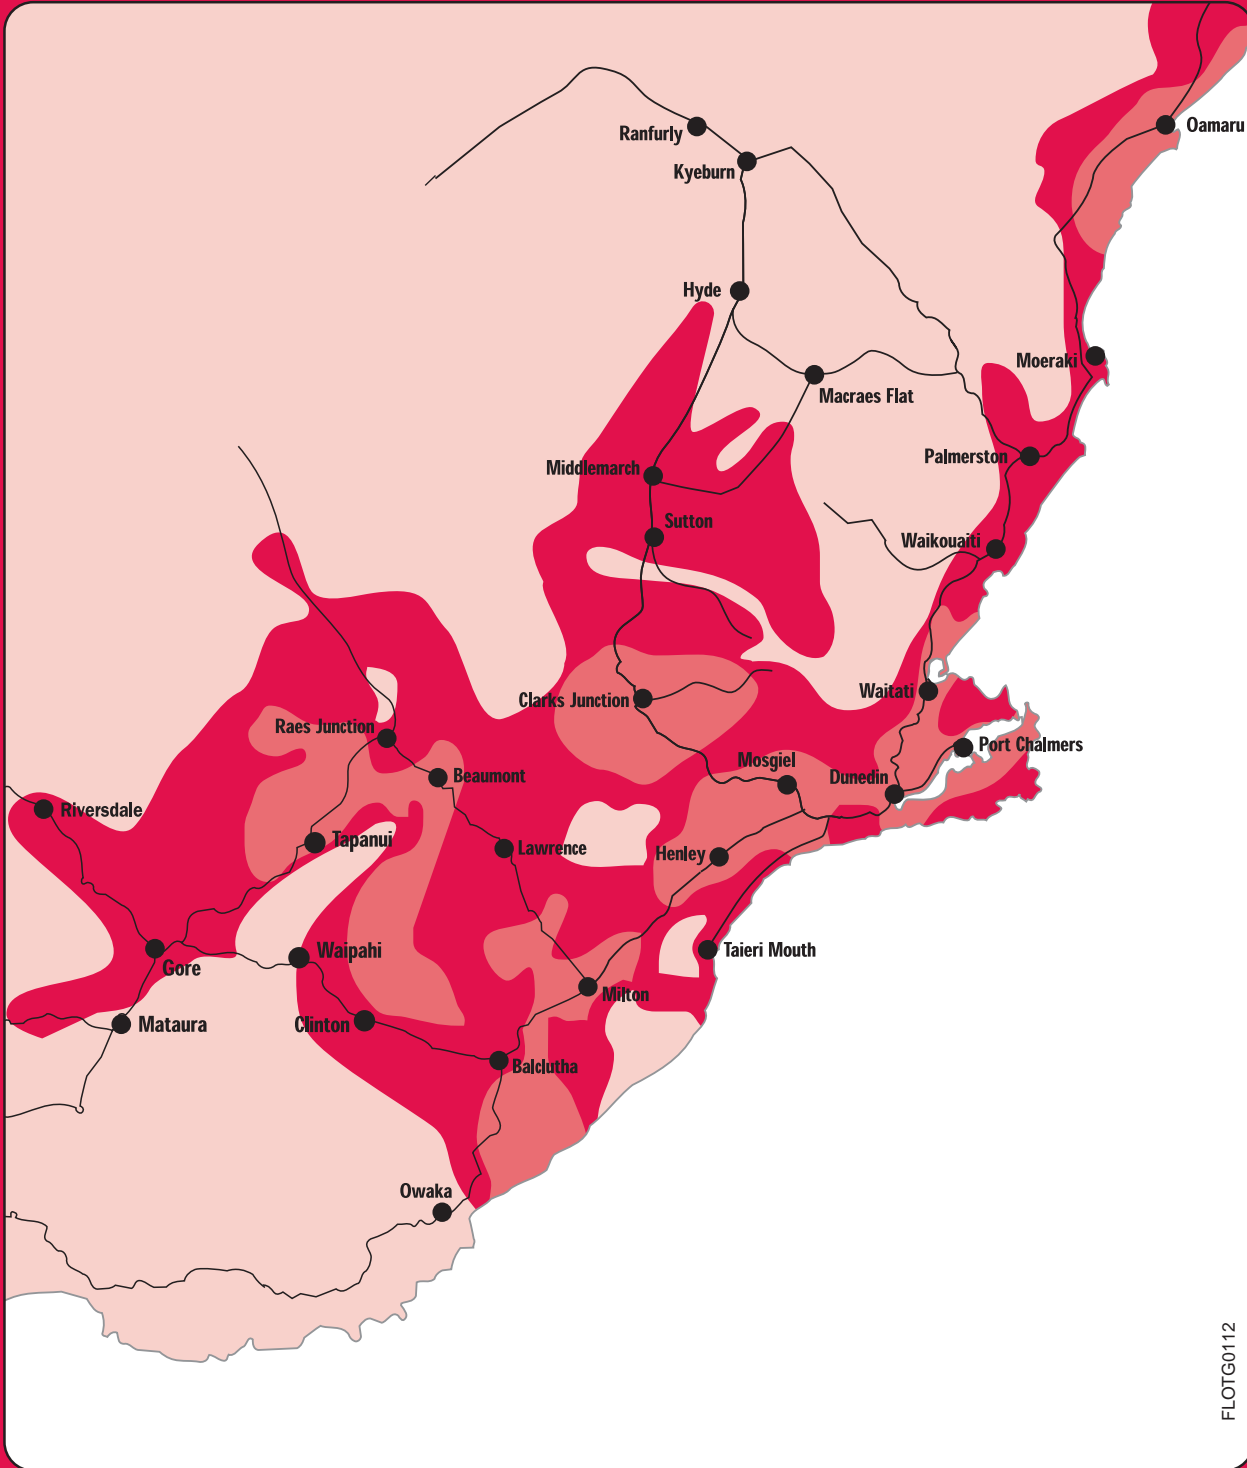 Oamaru
Ranfurly
Kyeburn
Hyde
Moeraki
Macraes Flat
Palmerston
Middlemarch
Sutton
Waikouaiti
Waitati
Clarks Junction
Raes Junction
Port Chalmers
Mosgiel
Beaumont
Dunedin
Riversdale
Tapanui
Lawrence
Henley
Waipahi
Taieri Mouth
Gore
Milton
Mataura
Clinton
Balclutha
Owaka
FLOTG0112